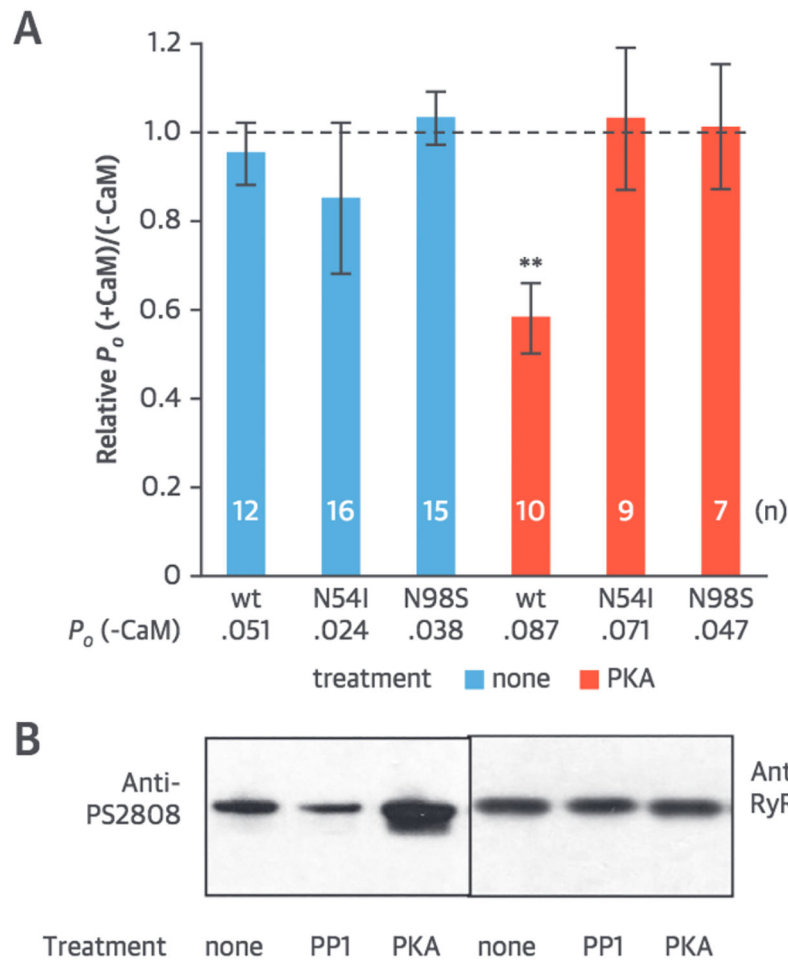 A
Relative Po (+CaM)/(-CaM)
1.2
1.0
0.8
0.6
0.4
0.2
0
**
12 16 15 10 9 7 (n)
wt N54I N98S wt N54I N98S
Po (-CaM) .051 .024 .038 .087 .071 .047
treatment none PKA
B
Anti-
PS2808
Ant
RyR
Treatment none PP1 PKA none PP1 PKA